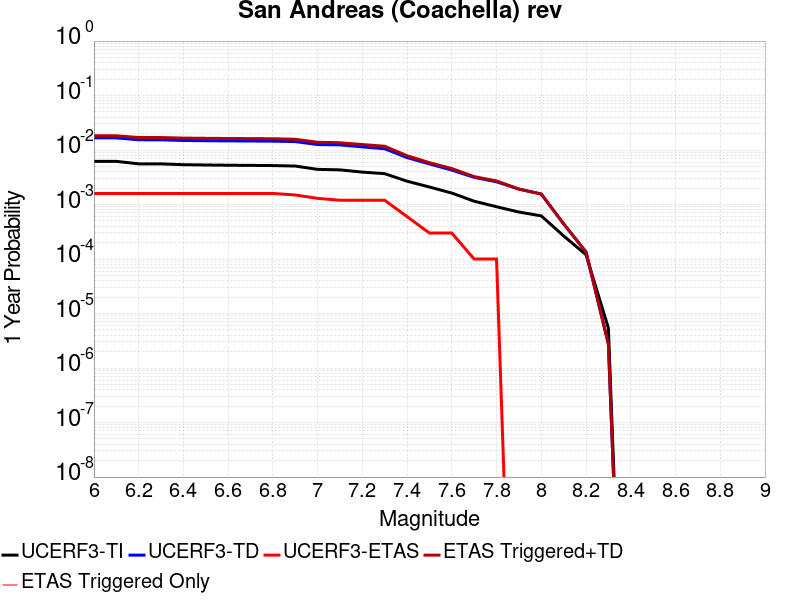 San Andreas (Coachella) rev
10^0
10^-1
10^-2
10^-3
10^-4
10^-5
10^-6
10^-7
10^-8
1 Year Probability
6 6.2 6.4 6.6 6.8 7 7.2 7.4 7.6 7.8 8 8.2 8.4 8.6 8.8 9
Magnitude
UCERF3-TI UCERF3-TD UCERF3-ETAS ETAS Triggered+TD
ETAS Triggered Only